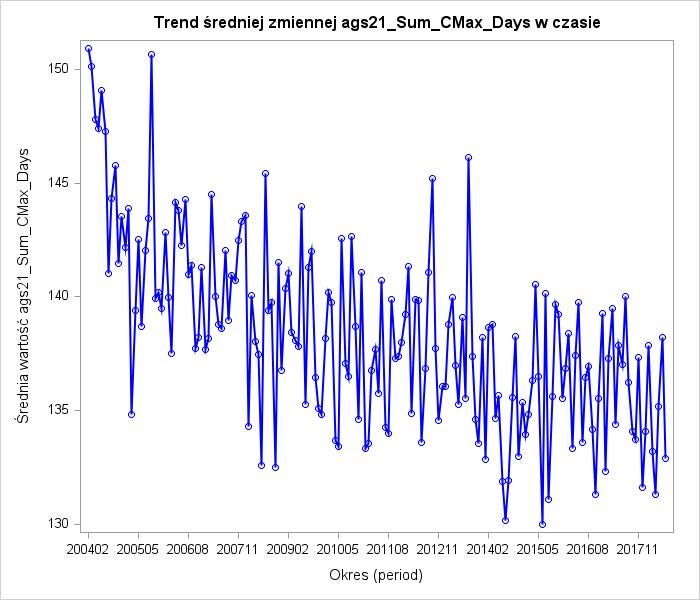 Trend średniej zmiennej ags21_Sum_CMax_Days w czasie
Średnia wartość ags21_Sum_CMax_Days
150
145
140
135
130
200402 200505 200608 200711 200902 201005 201108 201211 201402 201505 201608 201711
Okres (period)